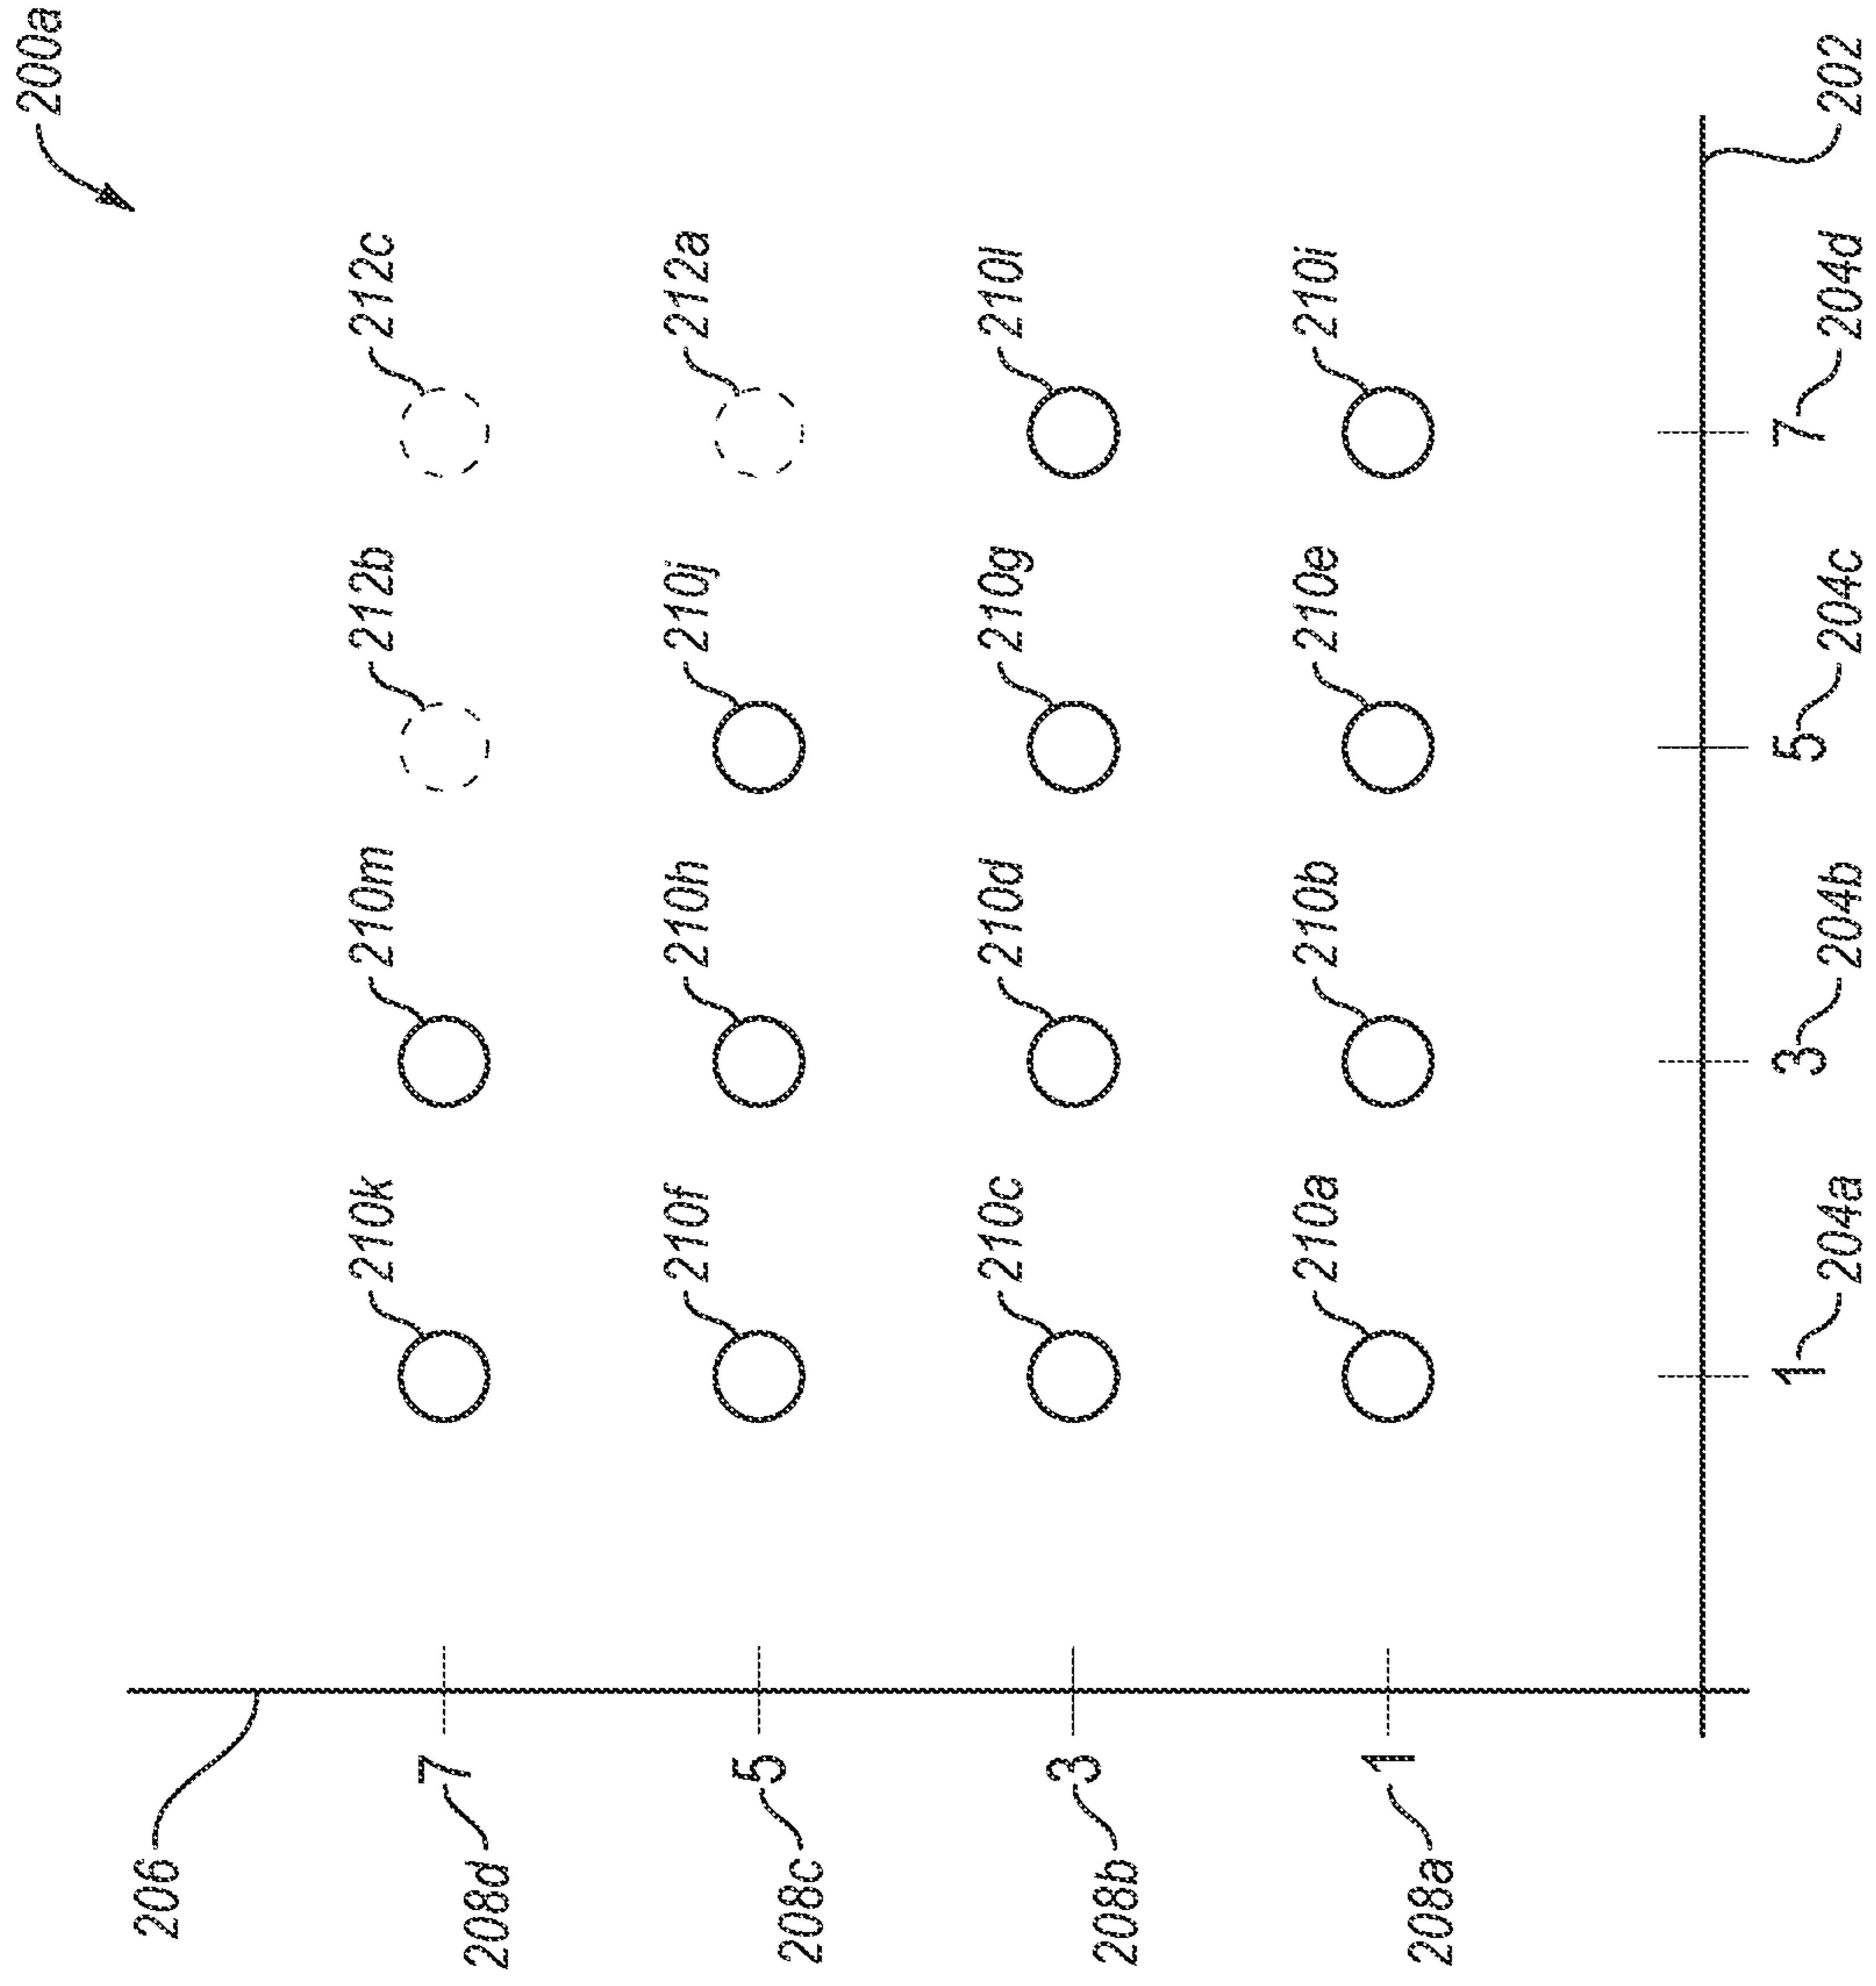 200a
206
210k 210m 212b 212c
7
208d
210f 210h 210j 212a
5
208c
210c 210d 210g 210l
3
208b
210a 210b 210e 210i
1
208a
1 3 5 7
204a 204b 204c 204d 202